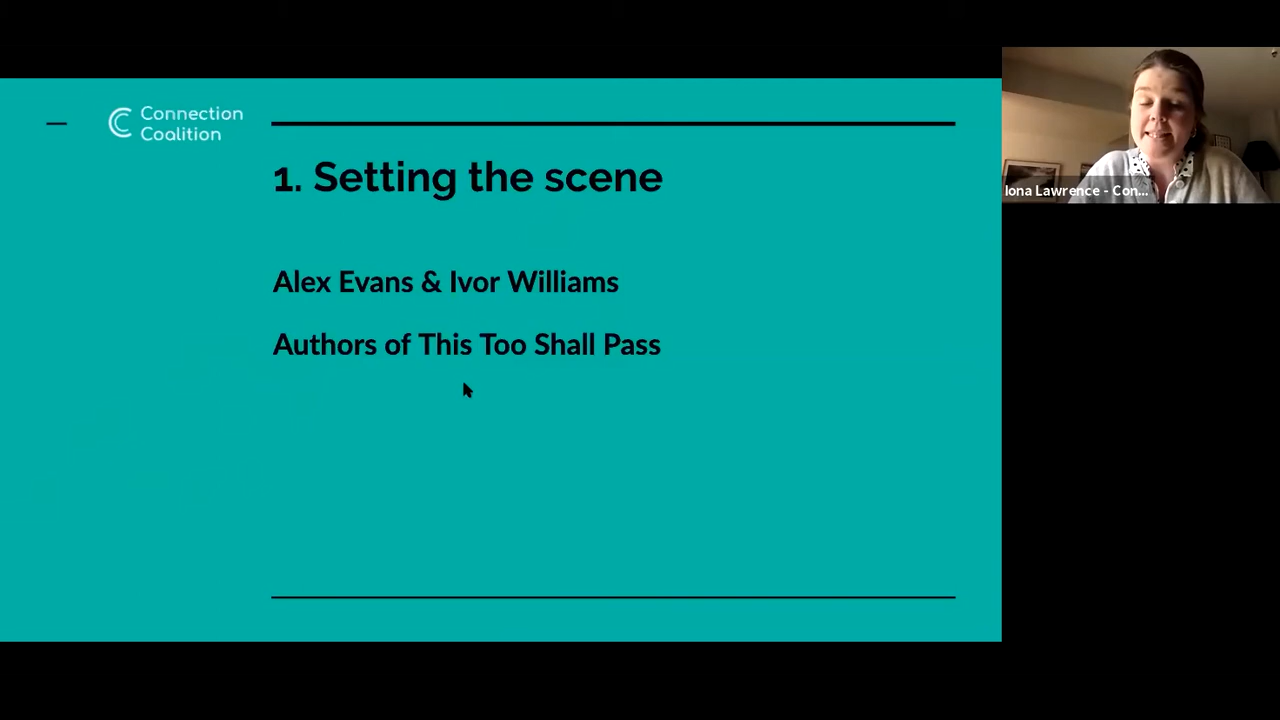 Connection
Coalition
1. Setting the scene
Alex Evans & Ivor Williams
Authors of This Too Shall Pass
Iona Lawrence - Con...